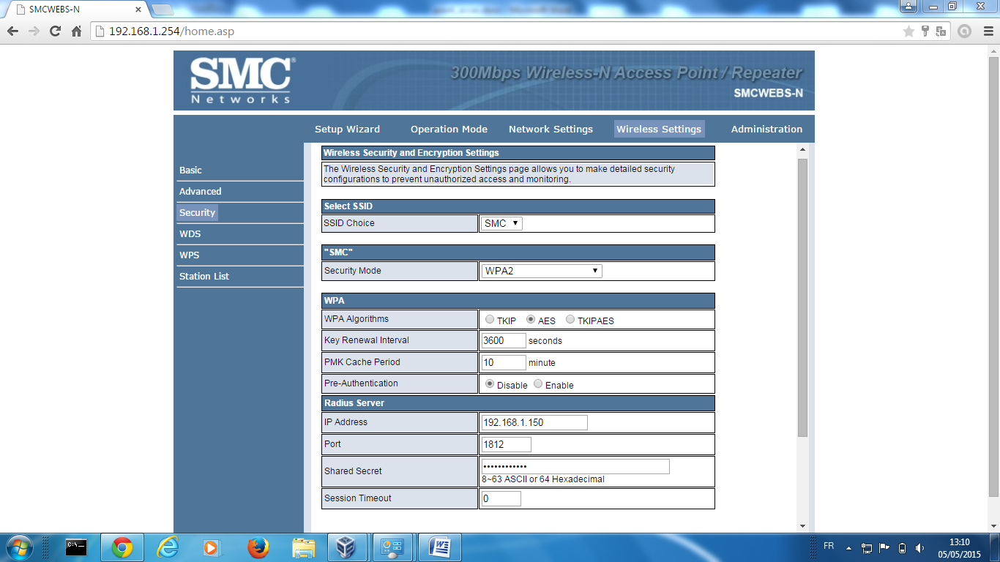 SMCWEBS-N
192.168.1.254/home.asp
SMC®
Networks
300Mbps Wireless-N Access Point / Repeater
SMCWEBS-N
Setup Wizard Operation Mode Network Settings Wireless Settings Administration
Basic
Advanced
Security
WDS
WPS
Station List
Wireless Security and Encryption Settings
The Wireless Security and Encryption Settings page allows you to make detailed security
configurations to prevent unauthorized access and monitoring.
Select SSID
SSID Choice SMC
"SMC"
Security Mode WPA2
WPA
WPA Algorithms TKIP AES TKIPAES
Key Renewal Interval 3600 seconds
PMK Cache Period 10 minute
Pre-Authentication Disable Enable
Radius Server
IP Address 192.168.1.150
Port 1812
Shared Secret ••••••••••••
8~63 ASCII or 64 Hexadecimal
Session Timeout 0
C:\
FR
13:10
05/05/2015